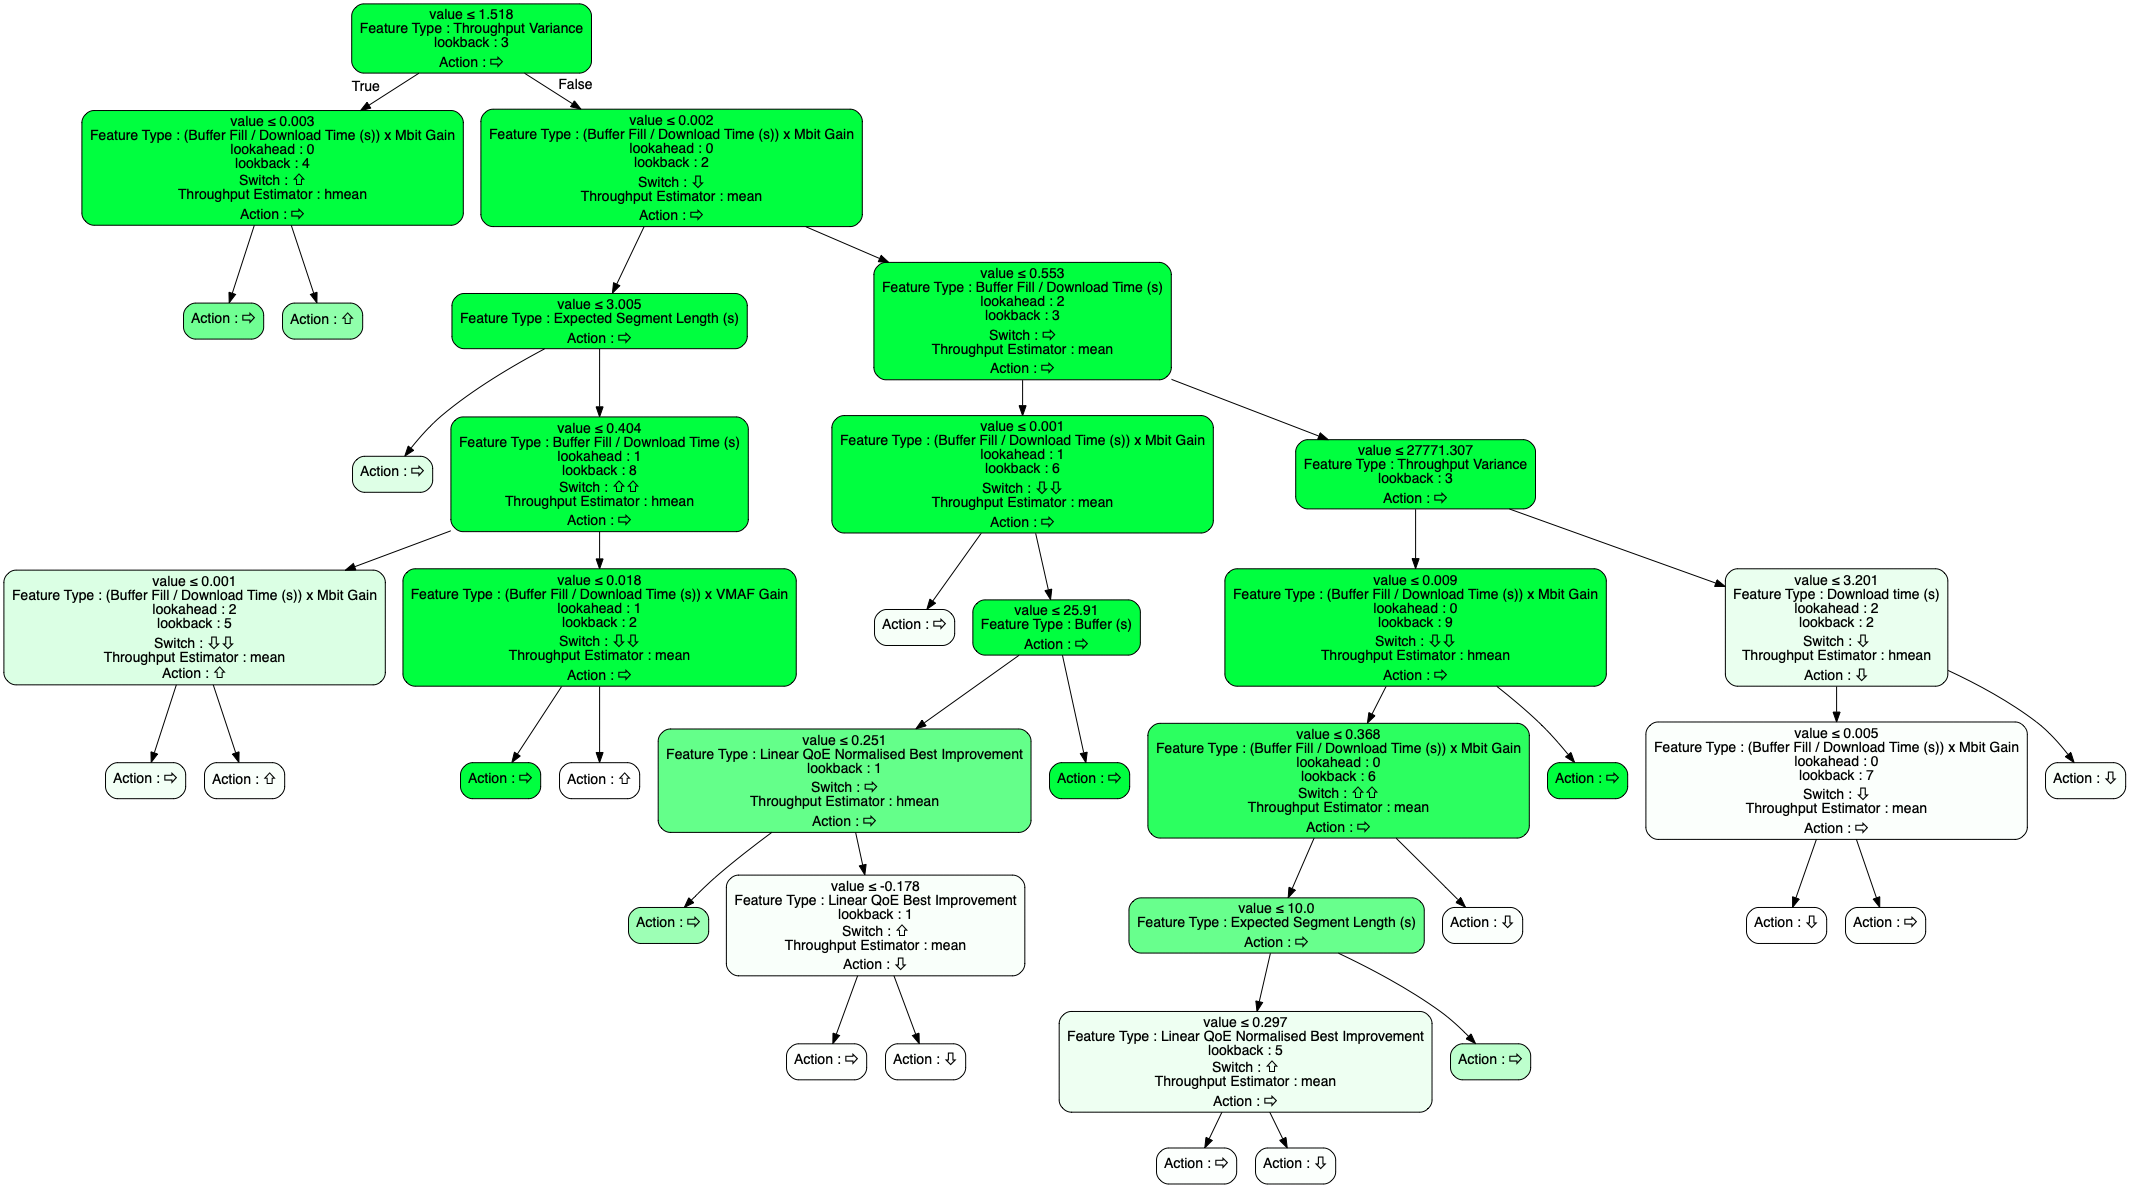 value ≤ 1.518
Feature Type : Throughput Variance
lookback : 3
Action : ⇨
True
False
value ≤ 0.003
Feature Type : (Buffer Fill / Download Time (s)) x Mbit Gain
lookahead : 0
lookback : 4
Switch : ⇧
Throughput Estimator : hmean
Action : ⇨
value ≤ 0.002
Feature Type : (Buffer Fill / Download Time (s)) x Mbit Gain
lookahead : 0
lookback : 2
Switch : ⇩
Throughput Estimator : mean
Action : ⇨
Action : ⇨
Action : ⇧
value ≤ 3.005
Feature Type : Expected Segment Length (s)
Action : ⇨
value ≤ 0.553
Feature Type : Buffer Fill / Download Time (s)
lookahead : 2
lookback : 3
Switch : ⇨
Throughput Estimator : mean
Action : ⇨
Action : ⇨
value ≤ 0.404
Feature Type : Buffer Fill / Download Time (s)
lookahead : 1
lookback : 8
Switch : ⇧⇧
Throughput Estimator : hmean
Action : ⇨
value ≤ 0.001
Feature Type : (Buffer Fill / Download Time (s)) x Mbit Gain
lookahead : 1
lookback : 6
Switch : ⇩⇩
Throughput Estimator : mean
Action : ⇨
value ≤ 27771.307
Feature Type : Throughput Variance
lookback : 3
Action : ⇨
value ≤ 0.001
Feature Type : (Buffer Fill / Download Time (s)) x Mbit Gain
lookahead : 2
lookback : 5
Switch : ⇩⇩
Throughput Estimator : mean
Action : ⇧
value ≤ 0.018
Feature Type : (Buffer Fill / Download Time (s)) x VMAF Gain
lookahead : 1
lookback : 2
Switch : ⇩⇩
Throughput Estimator : mean
Action : ⇨
Action : ⇨
value ≤ 25.91
Feature Type : Buffer (s)
Action : ⇨
value ≤ 0.009
Feature Type : (Buffer Fill / Download Time (s)) x Mbit Gain
lookahead : 0
lookback : 9
Switch : ⇩⇩
Throughput Estimator : hmean
Action : ⇨
value ≤ 3.201
Feature Type : Download time (s)
lookahead : 2
lookback : 2
Switch : ⇩
Throughput Estimator : hmean
Action : ⇩
Action : ⇨
Action : ⇧
Action : ⇨
Action : ⇧
value ≤ 0.251
Feature Type : Linear QoE Normalised Best Improvement
lookback : 1
Switch : ⇨
Throughput Estimator : hmean
Action : ⇨
Action : ⇨
value ≤ 0.368
Feature Type : (Buffer Fill / Download Time (s)) x Mbit Gain
lookahead : 0
lookback : 6
Switch : ⇧⇧
Throughput Estimator : mean
Action : ⇨
Action : ⇨
value ≤ 0.005
Feature Type : (Buffer Fill / Download Time (s)) x Mbit Gain
lookahead : 0
lookback : 7
Switch : ⇩
Throughput Estimator : mean
Action : ⇨
Action : ⇩
Action : ⇨
value ≤ -0.178
Feature Type : Linear QoE Best Improvement
lookback : 1
Switch : ⇧
Throughput Estimator : mean
Action : ⇩
value ≤ 10.0
Feature Type : Expected Segment Length (s)
Action : ⇨
Action : ⇩
Action : ⇩
Action : ⇨
Action : ⇨
Action : ⇩
value ≤ 0.297
Feature Type : Linear QoE Normalised Best Improvement
lookback : 5
Switch : ⇧
Throughput Estimator : mean
Action : ⇨
Action : ⇨
Action : ⇨
Action : ⇩